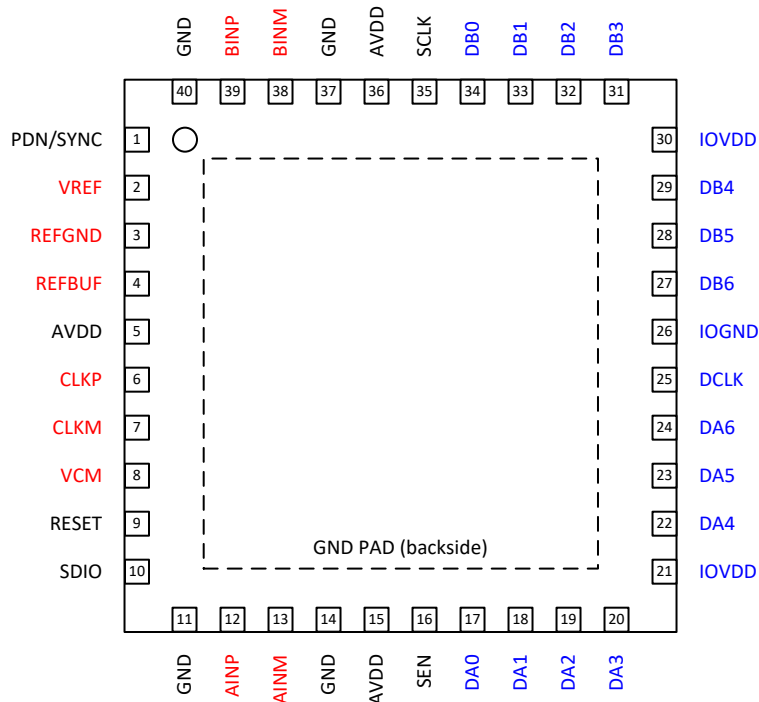 GND BINP BINM GND AVDD SCLK DB0 DB1 DB2 DB3
40 39 38 37 36 35 34 33 32 31
PDN/SYNC 1 30 IOVDD
VREF 2 29 DB4
REFGND 3 28 DB5
REFBUF 4 27 DB6
AVDD 5 26 IOGND
CLKP 6 25 DCLK
CLKM 7 24 DA6
VCM 8 23 DA5
RESET 9 22 DA4
GND PAD (backside)
SDIO 10 21 IOVDD
11 12 13 14 15 16 17 18 19 20
GND AINP AINM GND AVDD SEN DA0 DA1 DA2 DA3